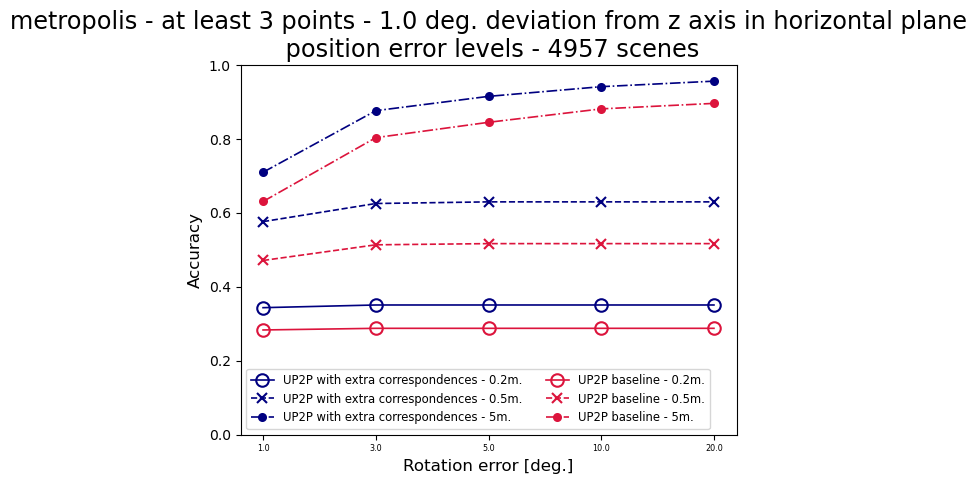 metropolis - at least 3 points - 1.0 deg. deviation from z axis in horizontal plane
position error levels - 4957 scenes
1.0
0.8
0.6
0.4
0.2
0.0
Accuracy
UP2P with extra correspondences - 0.2m.
UP2P with extra correspondences - 0.5m.
UP2P with extra correspondences - 5m.
UP2P baseline - 0.2m.
UP2P baseline - 0.5m.
UP2P baseline - 5m.
1.0 3.0 5.0 10.0 20.0
Rotation error [deg.]